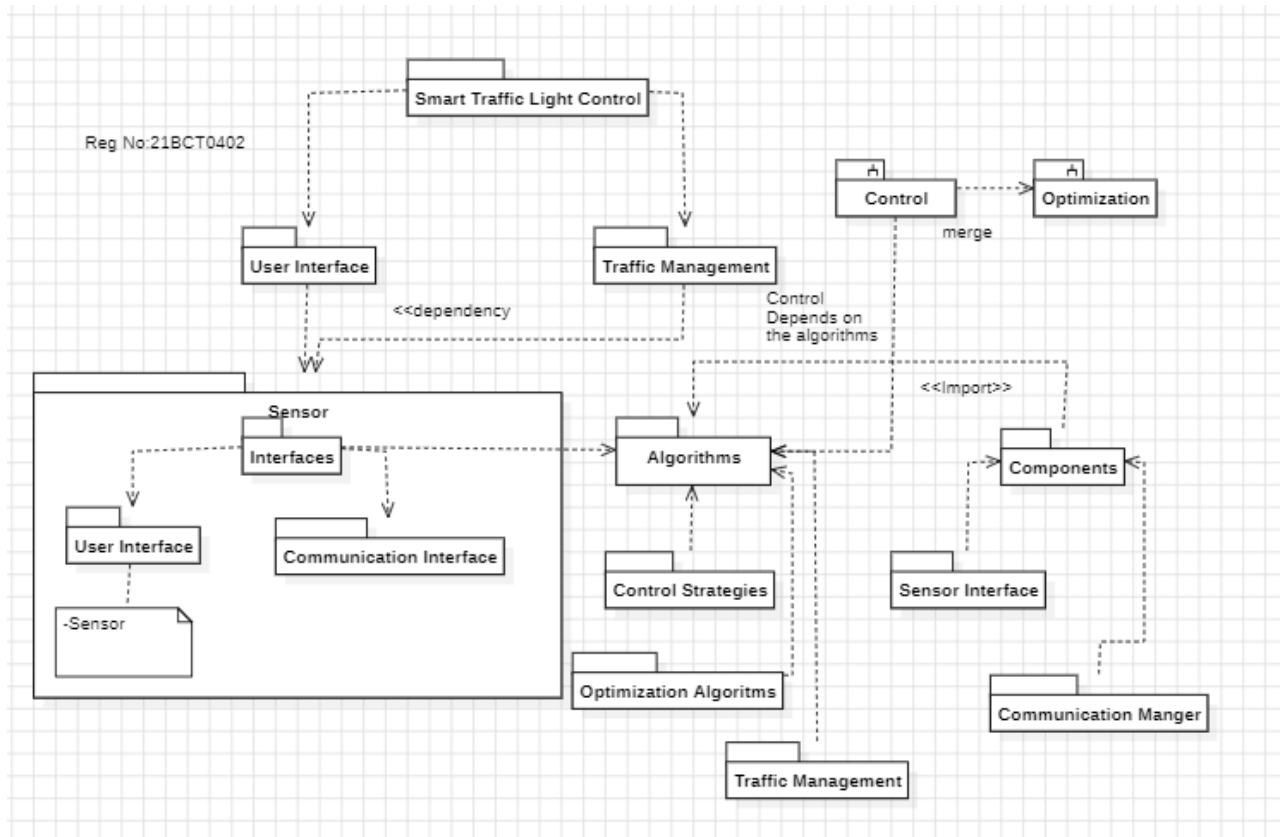 Smart Traffic Light Control
Reg No:21BCT0402
Control
Optimization
merge
User Interface
Traffic Management
<<dependency
Control
Depends on
the algorithms
<<Import>>
Sensor
Interfaces
Algorithms
Components
User Interface
Communication Interface
Control Strategies
Sensor Interface
-Sensor
Optimization Algoritms
Communication Manger
Traffic Management